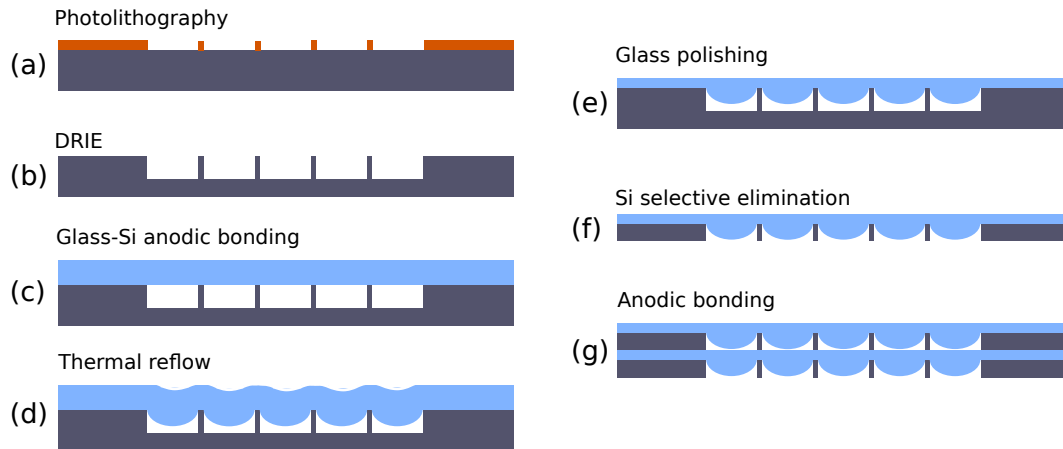 Photolithography
(a)
DRIE
(b)
Glass-Si anodic bonding
(c)
Thermal reflow
(d)
Glass polishing
(e)
Si selective elimination
(f)
Anodic bonding
(g)